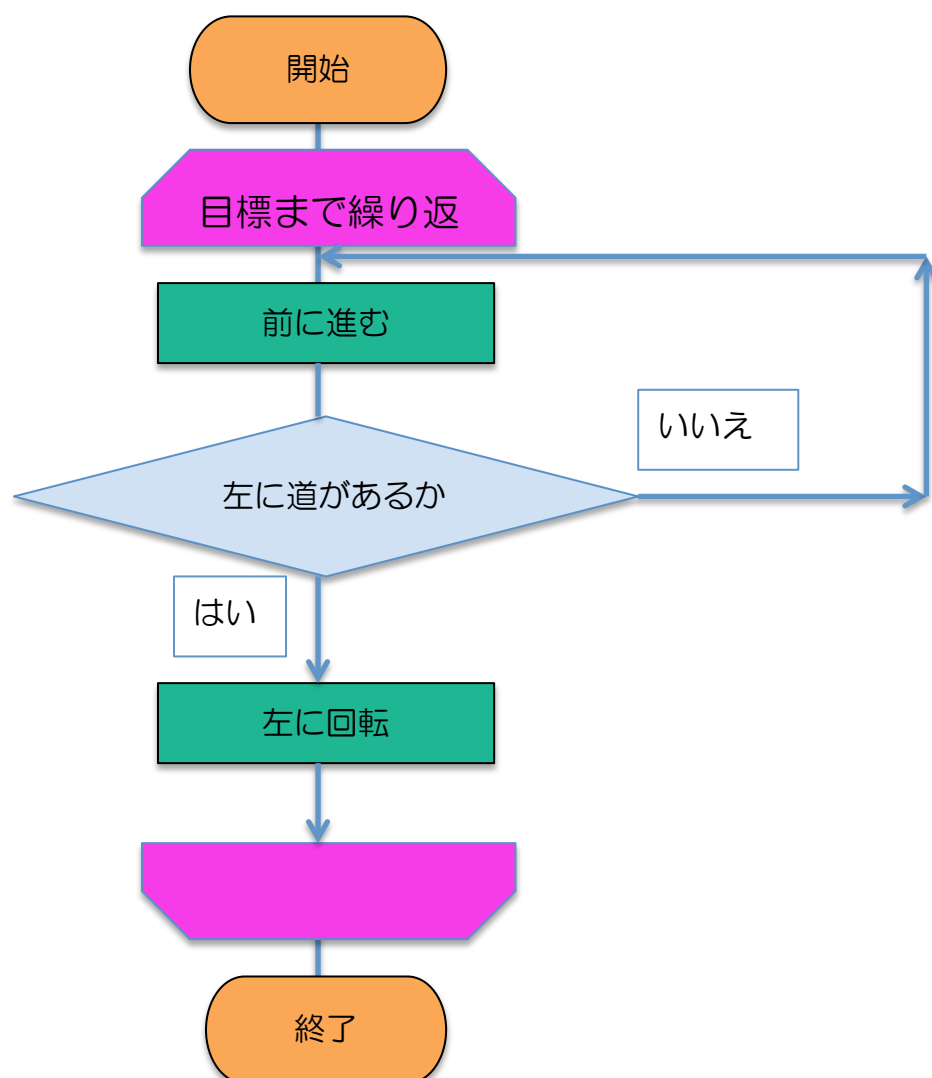 開始
目標まで繰り返
前に進む
いいえ
左に道があるか
はい
左に回転
終了